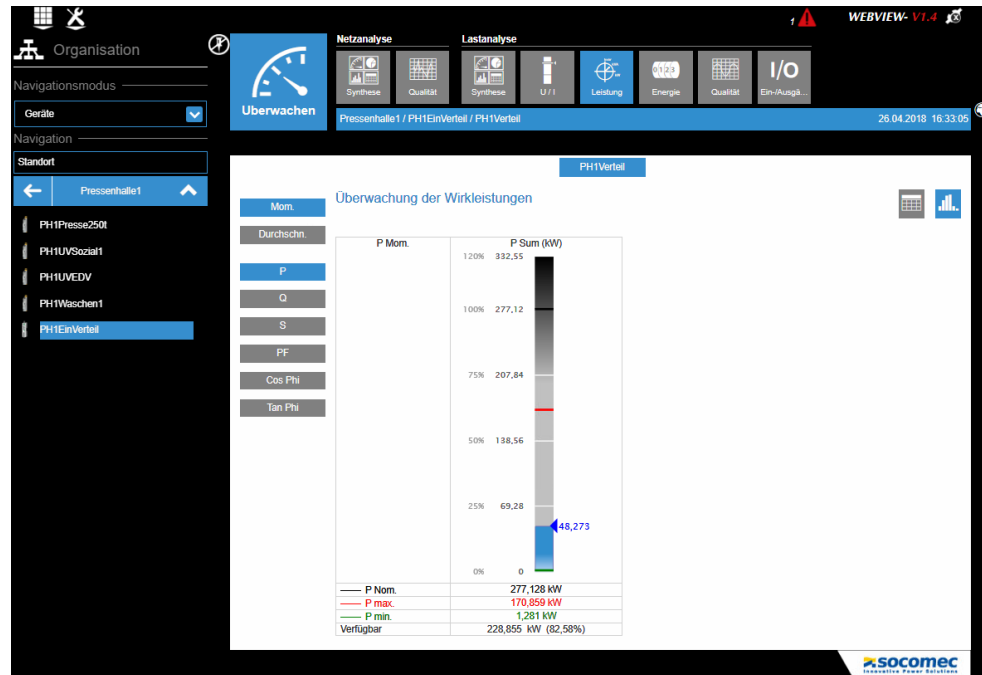 1
WEBVIEW- V1.4
Organisation
Navigationsmodus
Geräte
Navigation
Standort
Pressenhalle1
PH1Presse250t
PH1UVSozial1
PH1UVEDV
PH1Waschen1
PH1EinVerteil
Überwachen
Netzanalyse
Lastanalyse
Synthese
Qualität
Synthese
U / I
Leistung
0123
Energie
Qualität
I/O
Ein-/Ausgä...
Pressenhalle1 / PH1EinVerteil / PH1Verteil
26.04.2018 16:33:05
PH1Verteil
Mom.
Durchschn.
P
Q
S
PF
Cos Phi
Tan Phi
Überwachung der Wirkleistungen
P Mom.
P Sum (kW)
120% 332,55
100% 277,12
75% 207,84
50% 138,56
25% 69,28
48,273
0% 0
P Nom. 277,128 kW
P max. 170,859 kW
P min. 1,281 kW
Verfügbar 228,855 kW (82,58%)
socomec
Innovative Power Solutions